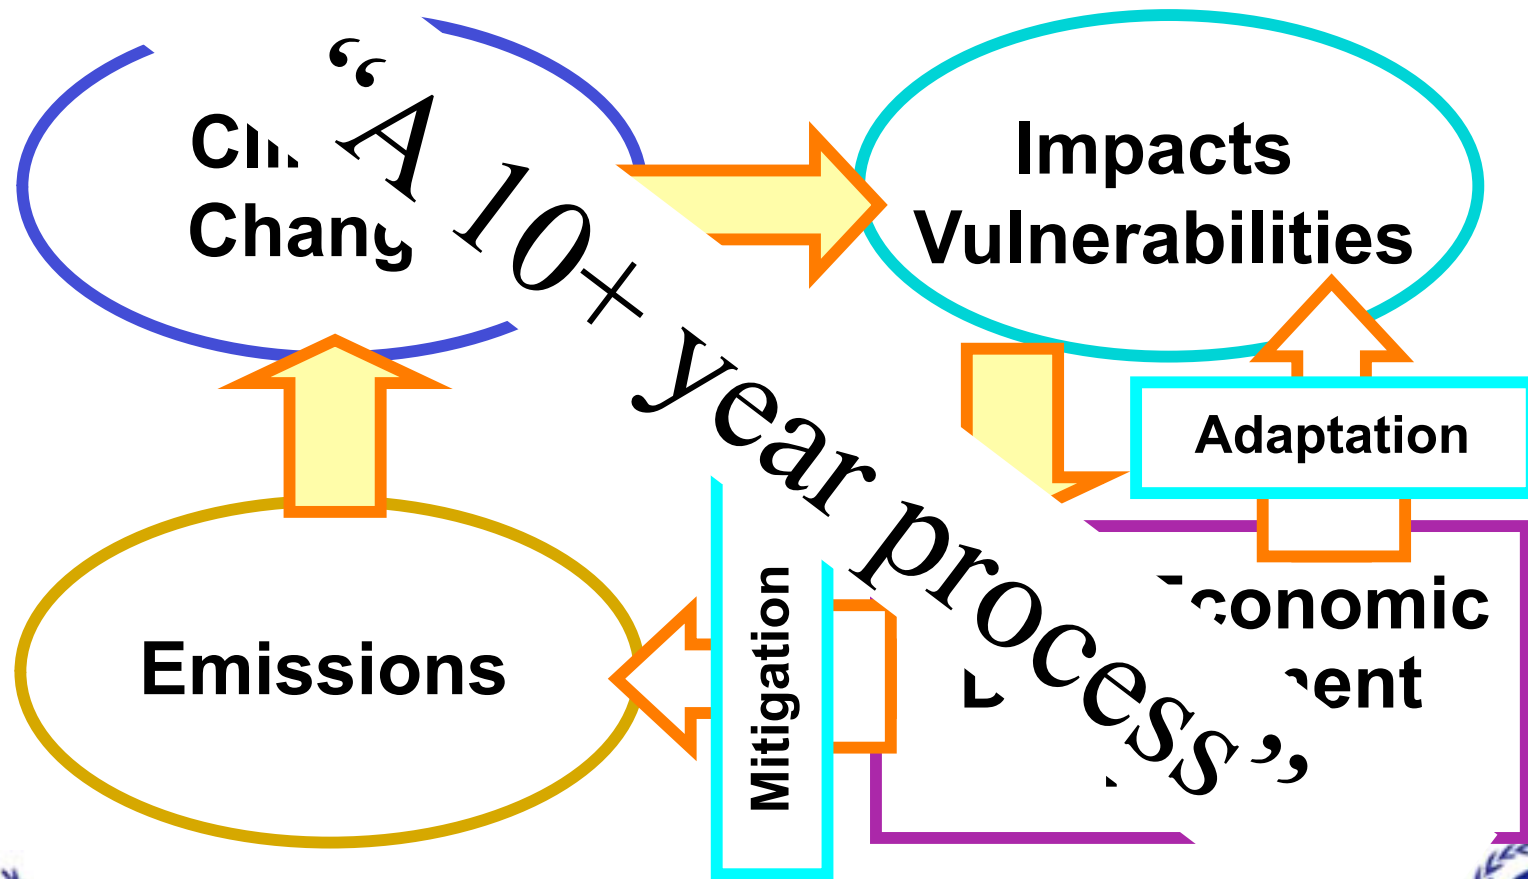 “A 10+ year process”
Impacts
Vulnerabilities
Adaptation
Emissions
Mitigation